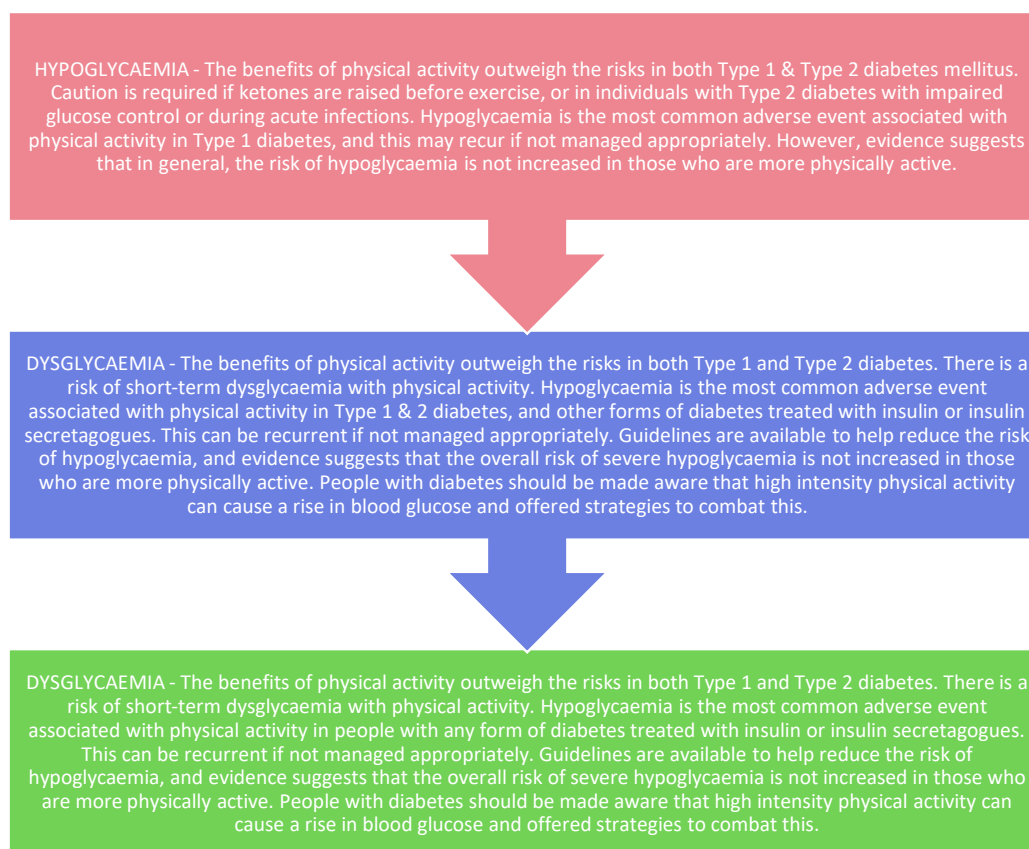 HYPOGLYCAEMIA - The benefits of physical activity outweigh the risks in both Type 1 & Type 2 diabetes mellitus.
Caution is required if ketones are raised before exercise, or in individuals with Type 2 diabetes with impaired
glucose control or during acute infections. Hypoglycaemia is the most common adverse event associated with
physical activity in Type 1 diabetes, and this may recur if not managed appropriately. However, evidence suggests
that in general, the risk of hypoglycaemia is not increased in those who are more physically active.
DYSGLYCAEMIA - The benefits of physical activity outweigh the risks in both Type 1 and Type 2 diabetes. There is a
risk of short-term dysglycaemia with physical activity. Hypoglycaemia is the most common adverse event
associated with physical activity in Type 1 & 2 diabetes, and other forms of diabetes treated with insulin or insulin
secretagogues. This can be recurrent if not managed appropriately. Guidelines are available to help reduce the risk
of hypoglycaemia, and evidence suggests that the overall risk of severe hypoglycaemia is not increased in those
who are more physically active. People with diabetes should be made aware that high intensity physical activity
can cause a rise in blood glucose and offered strategies to combat this.
DYSGLYCAEMIA - The benefits of physical activity outweigh the risks in both Type 1 and Type 2 diabetes. There is a
risk of short-term dysglycaemia with physical activity. Hypoglycaemia is the most common adverse event
associated with physical activity in people with any form of diabetes treated with insulin or insulin secretagogues.
This can be recurrent if not managed appropriately. Guidelines are available to help reduce the risk of
hypoglycaemia, and evidence suggests that the overall risk of severe hypoglycaemia is not increased in those who
are more physically active. People with diabetes should be made aware that high intensity physical activity can
cause a rise in blood glucose and offered strategies to combat this.